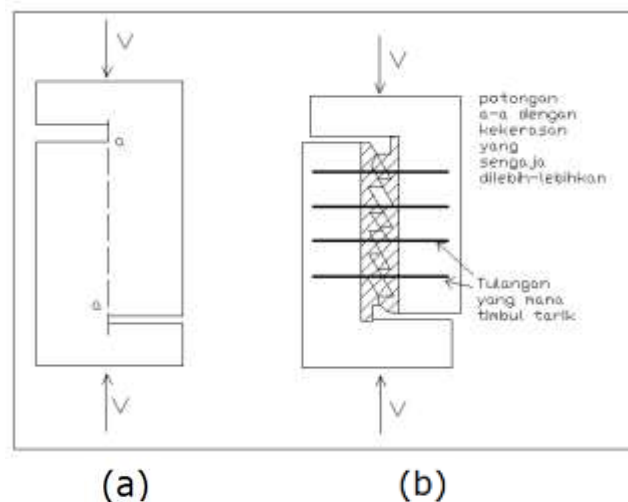 V
V
a
a
potongan
a-a dengan
kekerasan
yang
sengaja
dilebih-lebihkan
Tulangan
yang mana
timbul tarik
V
V
(a)
(b)